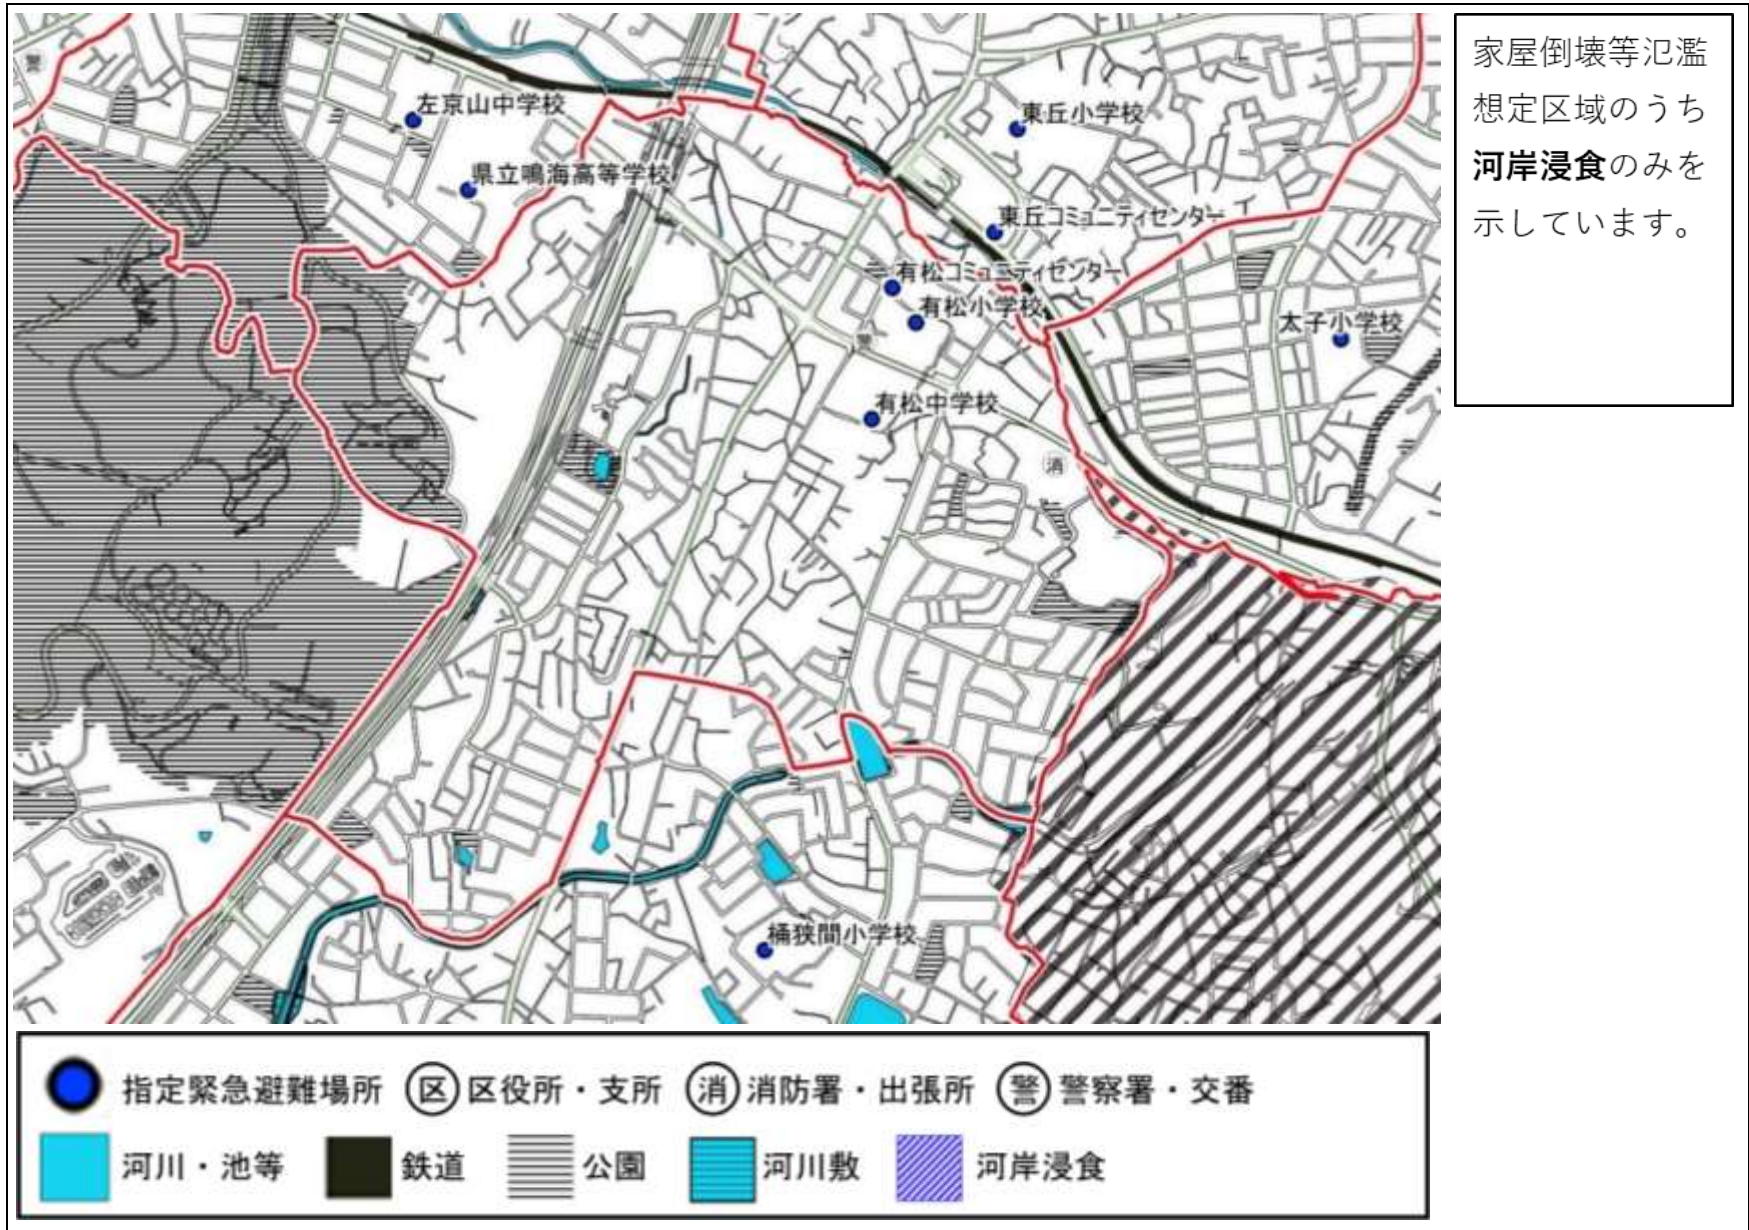 家屋倒壊等氾濫
想定区域のうち
河岸浸食のみを
示しています。
警
左京山中学校
東丘小学校
県立鳴海高等学校
東丘コミュニティセンター
有松コミュニティセンター
有松小学校
太子小学校
警
有松中学校
消
桶狭間小学校
指定緊急避難場所 区 区役所・支所 消 消防署・出張所 警 警察署・交番
河川・池等 鉄道 公園 河川敷 河岸浸食